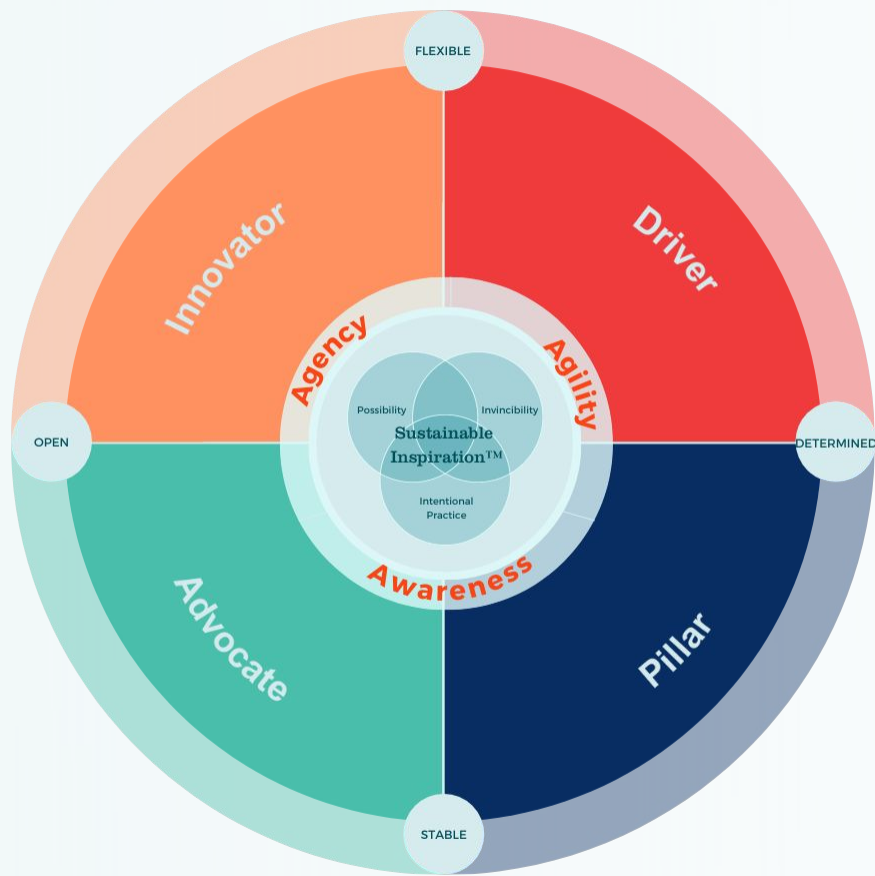 FLEXIBLE
Innovator
Driver
Agency
Agility
Possibility
Invincibility
OPEN
Sustainable
Inspiration™
DETERMINED
Intentional
Practice
Awareness
Advocate
Pillar
STABLE